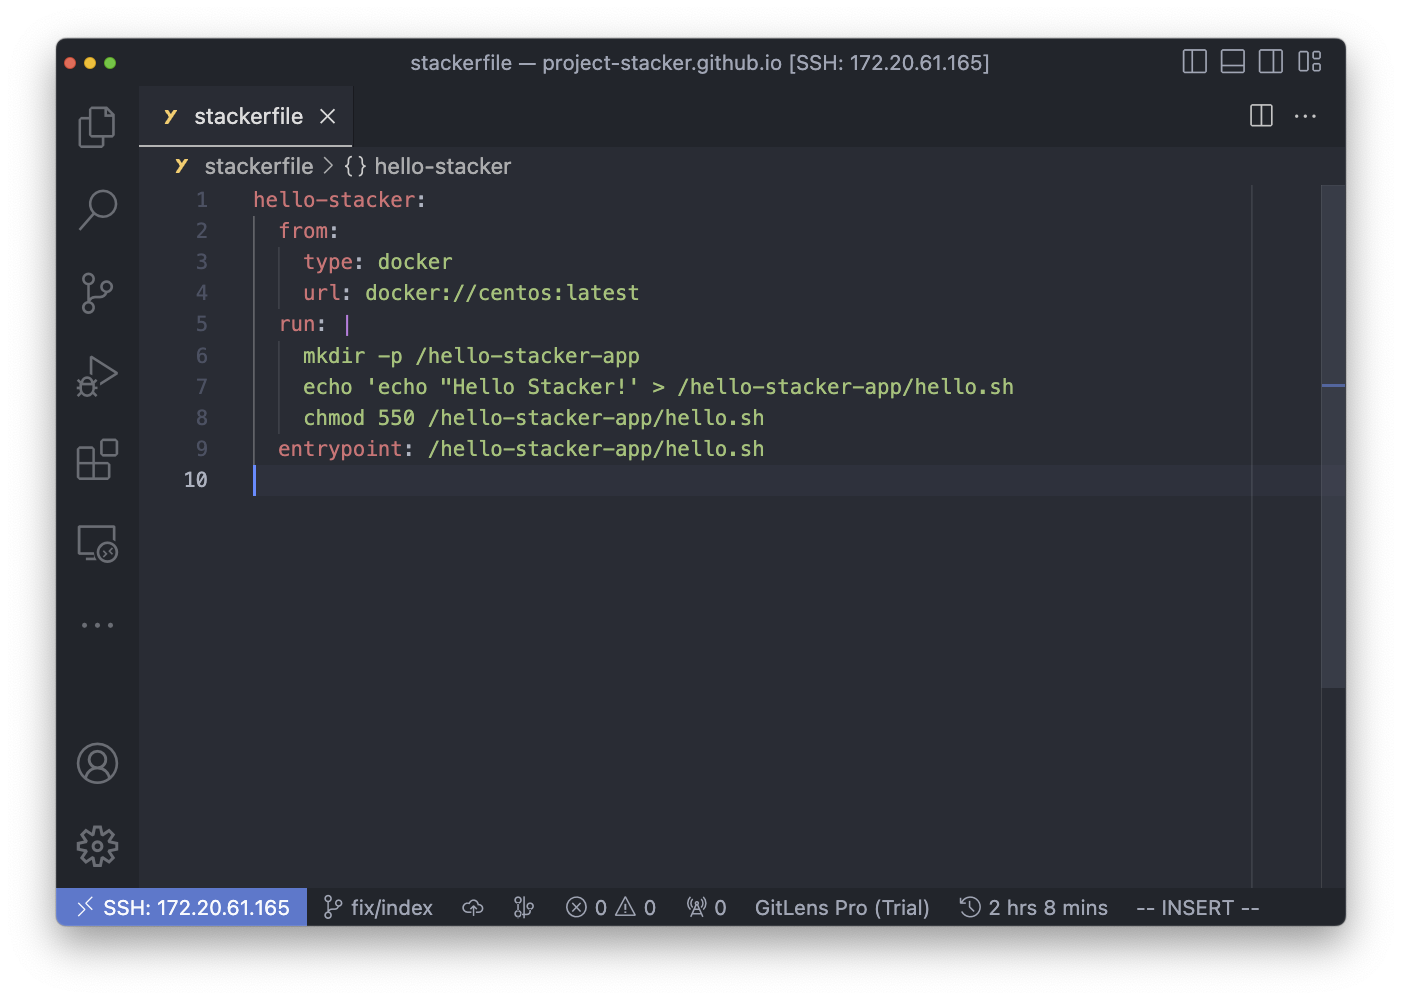 stackerfile — project-stacker.github.io [SSH: 172.20.61.165]
stackerfile
stackerfile > {} hello-stacker
1 hello-stacker:
2   from:
3     type: docker
4     url: docker://centos:latest
5   run: |
6     mkdir -p /hello-stacker-app
7     echo 'echo "Hello Stacker!' > /hello-stacker-app/hello.sh
8     chmod 550 /hello-stacker-app/hello.sh
9   entrypoint: /hello-stacker-app/hello.sh
10
SSH: 172.20.61.165 fix/index 0 0 0 GitLens Pro (Trial) 2 hrs 8 mins -- INSERT --